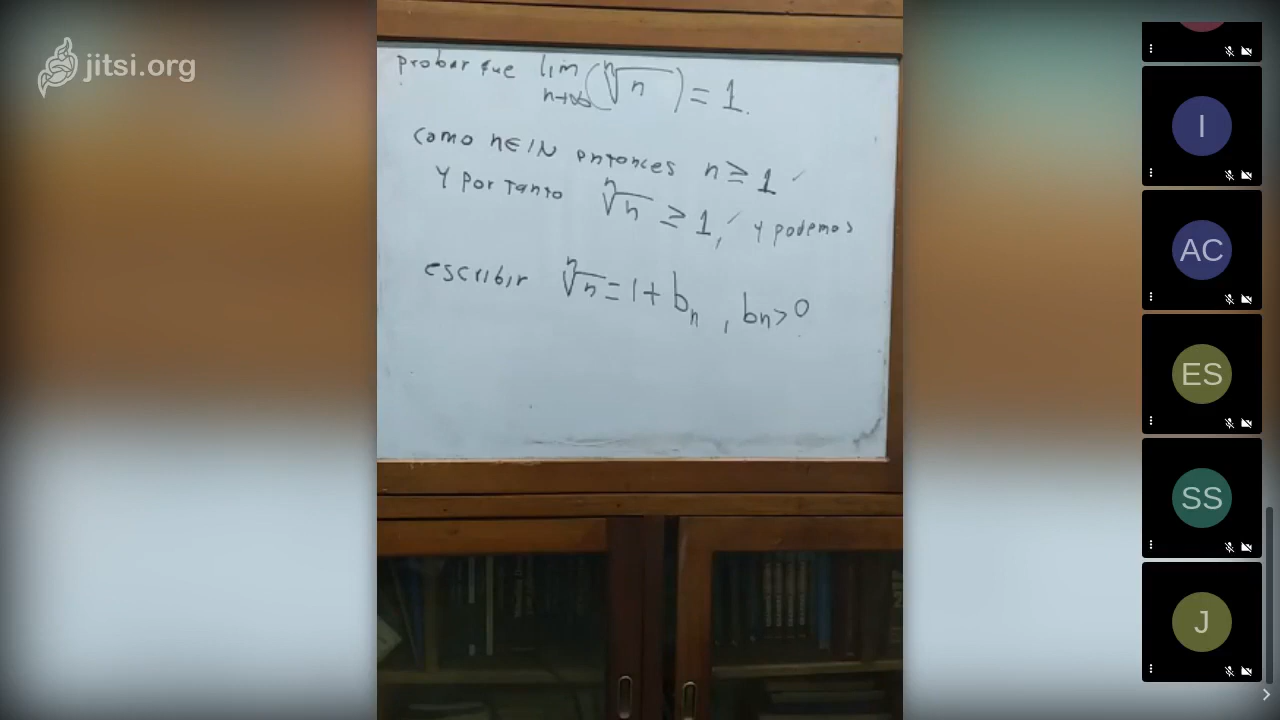 jitsi.org
probar que lim n→∞ (ⁿ√n) = 1.
como n∈ℕ entonces n ≥ 1 ✓
Y por tanto ⁿ√n ≥ 1, ✓ y podemos
escribir ⁿ√n = 1 + bₙ , bn > 0
I
AC
ES
SS
J